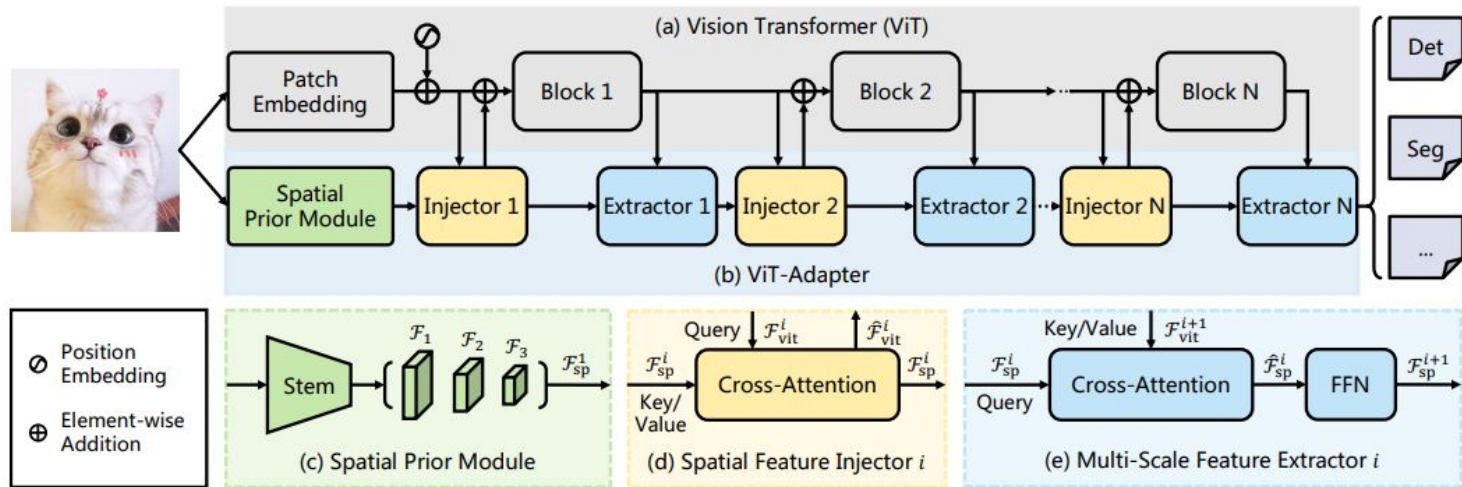 (a) Vision Transformer (ViT)
Patch
Embedding
Block 1
Block 2
...
Block N
Det
Seg
...
Spatial
Prior Module
Injector 1
Extractor 1
Injector 2
Extractor 2
...
Injector N
Extractor N
(b) ViT-Adapter
Position
Embedding
Element-wise
Addition
Stem
F₁
F₂
F₃
F¹sp
(c) Spatial Prior Module
Query
Fⁱvit
F̂ⁱvit
Fⁱsp
Key/
Value
Cross-Attention
Fⁱsp
(d) Spatial Feature Injector i
Key/Value
Fⁱ⁺¹vit
Fⁱsp
Query
Cross-Attention
F̂ⁱsp
FFN
Fⁱ⁺¹sp
(e) Multi-Scale Feature Extractor i